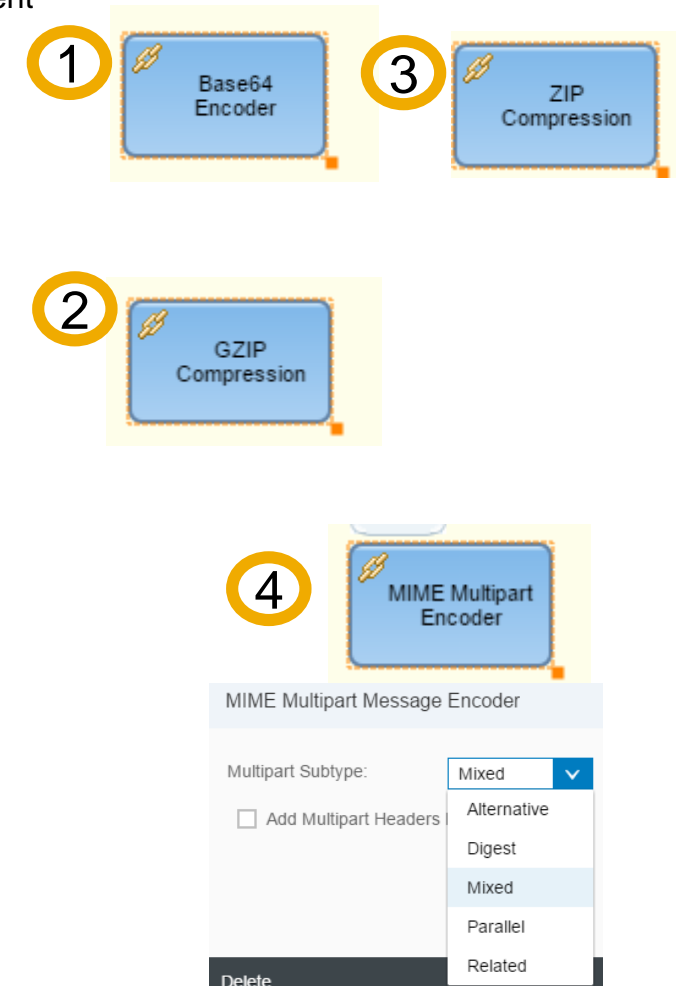 1
Base64
Encoder
3
ZIP
Compression
2
GZIP
Compression
4
MIME Multipart
Encoder
MIME Multipart Message Encoder
Multipart Subtype:
Mixed
Add Multipart Headers
Alternative
Digest
Mixed
Parallel
Related
Delete